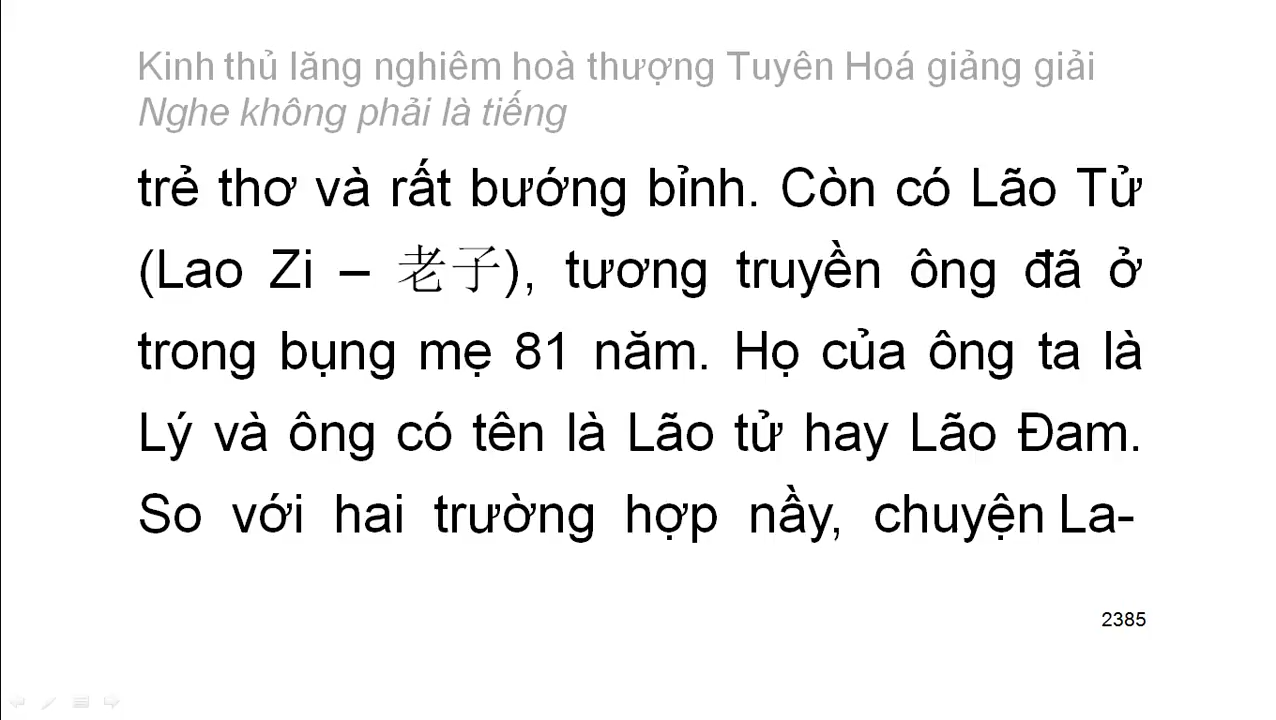 Kinh thủ lăng nghiêm hoà thượng Tuyên Hoá giảng giải
Nghe không phải là tiếng
trẻ thơ và rất bướng bỉnh. Còn có Lão Tử
(Lao Zi – 老子), tương truyền ông đã ở
trong bụng mẹ 81 năm. Họ của ông ta là
Lý và ông có tên là Lão tử hay Lão Đam.
So với hai trường hợp nầy, chuyện La-
2385